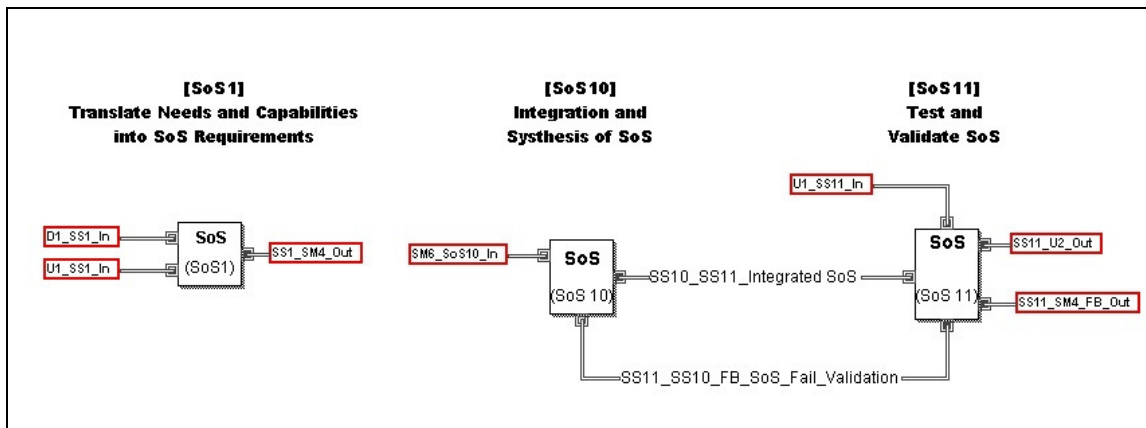 [SoS1]
Translate Needs and Capabilities
into SoS Requirements
[SoS10]
Integration and
Systhesis of SoS
[SoS11]
Test and
Validate SoS
D1_SS1_In
U1_SS1_In
SoS
(SoS1)
SS1_SM4_Out
SM6_SoS10_In
SoS
(SoS 10)
SS10_SS11_Integrated SoS
SS11_SS10_FB_SoS_Fail_Validation
U1_SS11_In
SoS
(SoS 11)
SS11_U2_Out
SS11_SM4_FB_Out